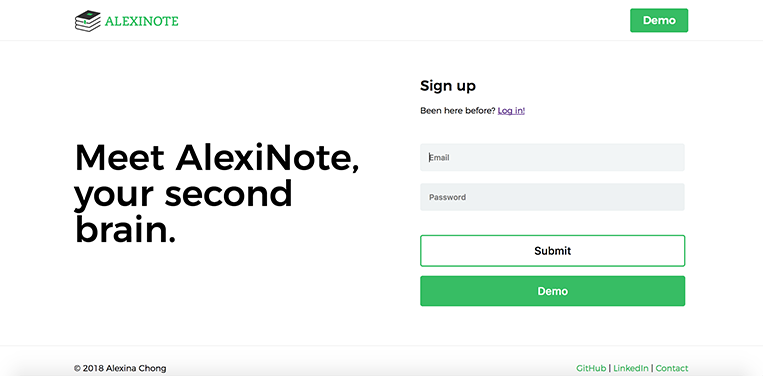 ALEXINOTE
Demo
Meet AlexiNote,
your second
brain.
Sign up
Been here before? Log in!
Email
Password
Submit
Demo
© 2018 Alexina Chong
GitHub | LinkedIn | Contact